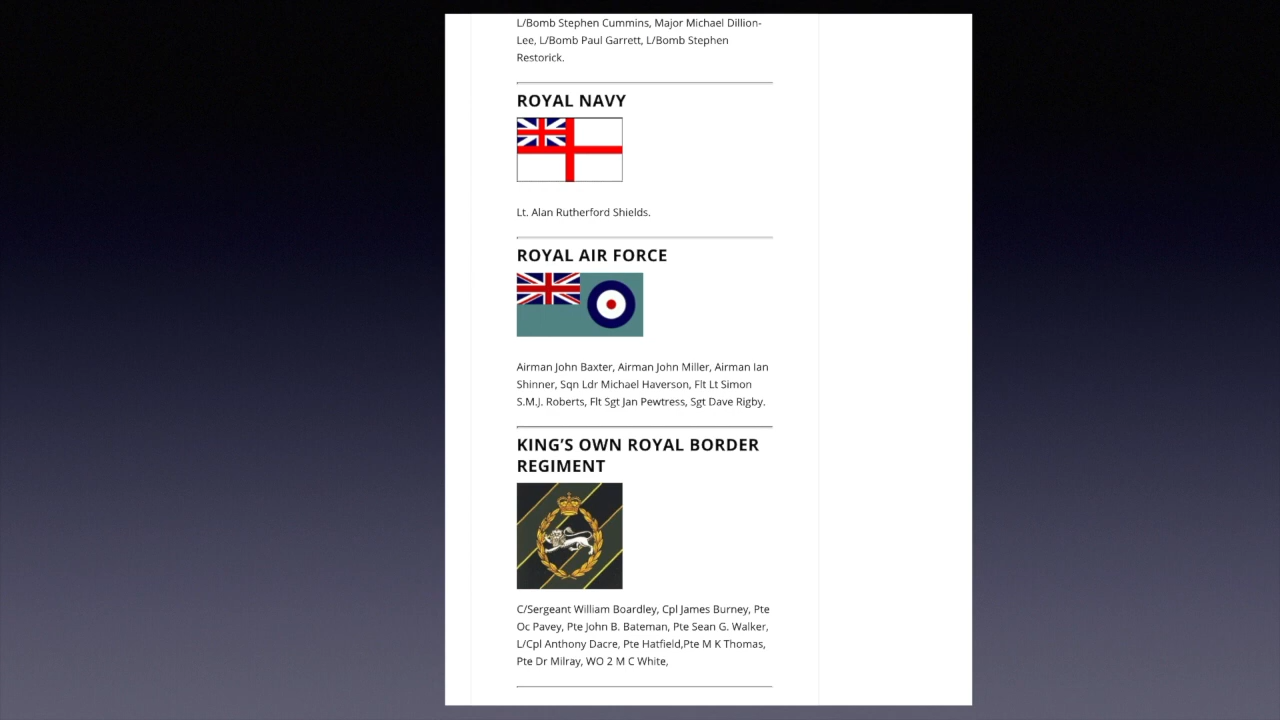 L/Bomb Stephen Cummins, Major Michael Dillion-
Lee, L/Bomb Paul Garrett, L/Bomb Stephen
Restorick.
ROYAL NAVY
Lt. Alan Rutherford Shields.
ROYAL AIR FORCE
Airman John Baxter, Airman John Miller, Airman Ian
Shinner, Sqn Ldr Michael Haverson, Flt Lt Simon
S.M.J. Roberts, Flt Sgt Jan Pewtress, Sgt Dave Rigby.
KING’S OWN ROYAL BORDER
REGIMENT
C/Sergeant William Boardley, Cpl James Burney, Pte
Oc Pavey, Pte John B. Bateman, Pte Sean G. Walker,
L/Cpl Anthony Dacre, Pte Hatfield,Pte M K Thomas,
Pte Dr Milray, WO 2 M C White,